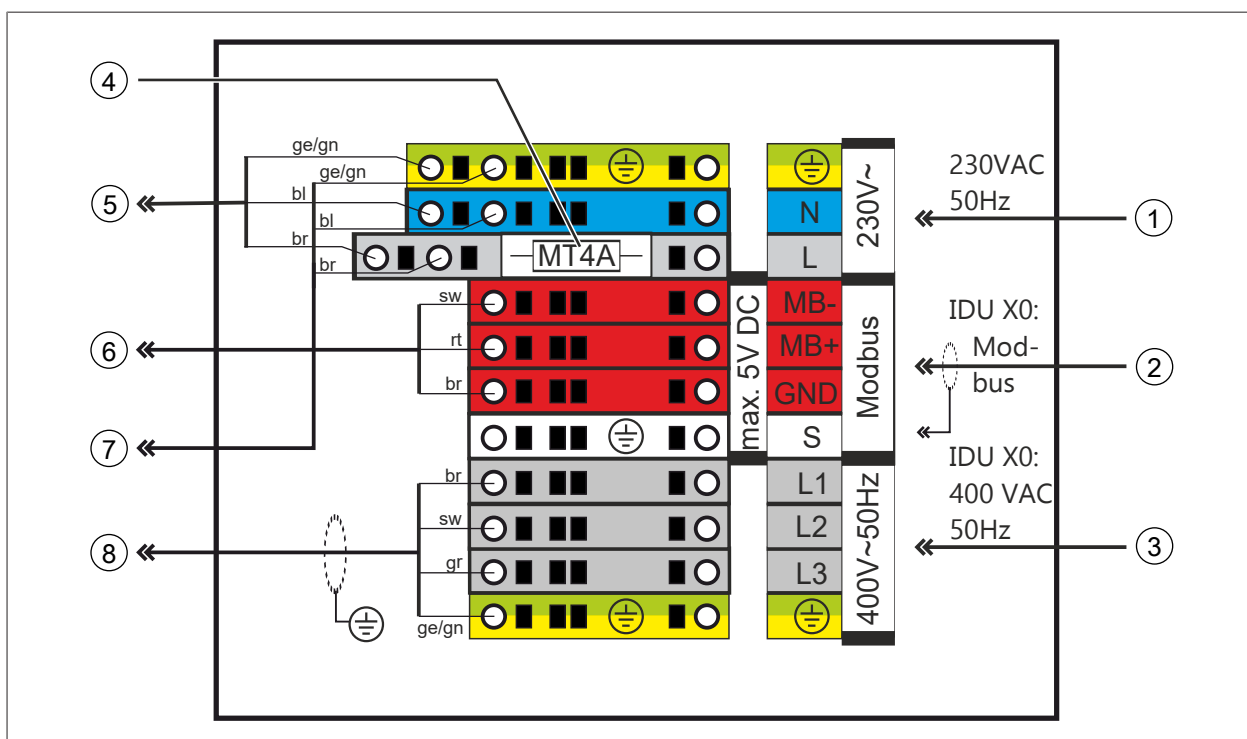 4
ge/gn
ge/gn
230VAC
50Hz
5
bl
bl
N
230V~
1
br
br
MT4A
L
sw
MB-
IDU X0:
Mod-
bus
6
rt
MB+
2
max. 5V DC
Modbus
br
GND
7
S
IDU X0:
400 VAC
50Hz
br
L1
8
sw
L2
400V~50Hz
3
gr
L3
ge/gn